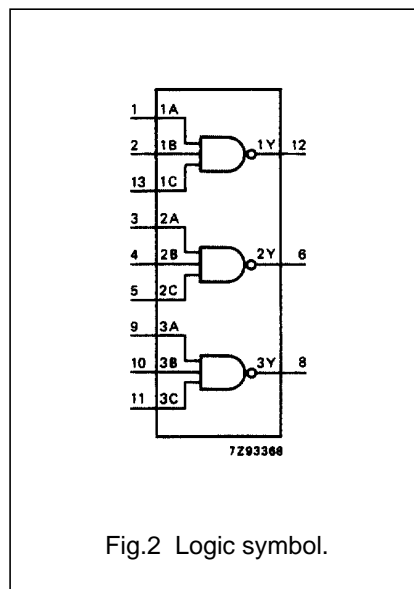 1 1A
2 1B 1Y 12
13 1C
3 2A
4 2B 2Y 6
5 2C
9 3A
10 3B 3Y 8
11 3C
7Z93368
Fig.2 Logic symbol.